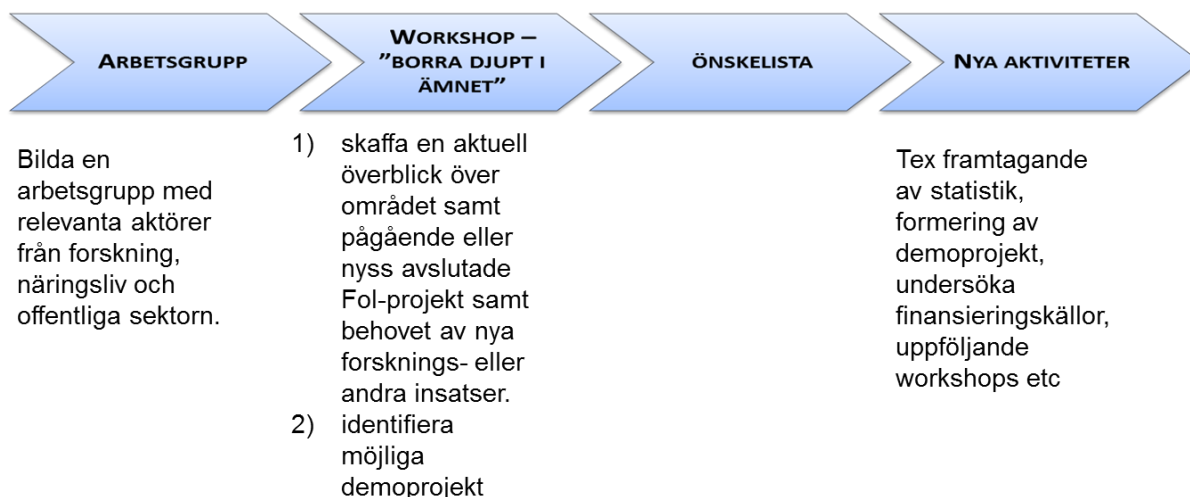 ARBETSGRUPP
WORKSHOP –
”BORRA DJUPT I
ÄMNET”
ÖNSKELISTA
NYA AKTIVITETER
Bilda en
arbetsgrupp med
relevanta aktörer
från forskning,
näringsliv och
offentliga sektorn.
1) skaffa en aktuell
överblick över
området samt
pågående eller
nyss avslutade
FoI-projekt samt
behovet av nya
forsknings- eller
andra insatser.
2) identifiera
möjliga
demoprojekt
Tex framtagande
av statistik,
formering av
demoprojekt,
undersöka
finansieringskällor,
uppföljande
workshops etc